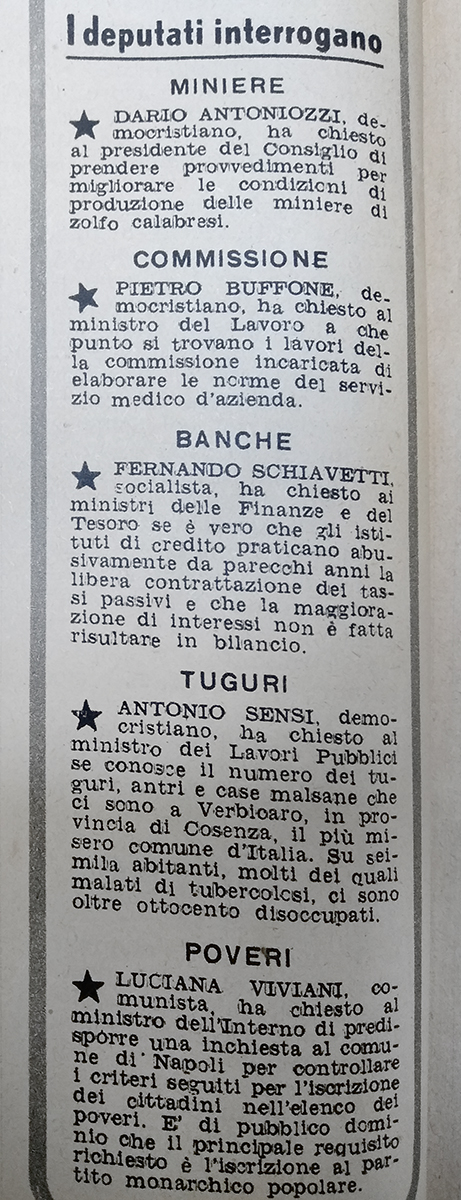 I deputati interrogano
MINIERE
★ DARIO ANTONIOZZI, de-
mocristiano, ha chiesto
al presidente del Consiglio di
prendere provvedimenti per
migliorare le condizioni di
produzione delle miniere di
zolfo calabresi.
COMMISSIONE
★ PIETRO BUFFONE, de-
mocristiano, ha chiesto al
ministro del Lavoro a che
punto si trovano i lavori del-
la commissione incaricata di
elaborare le norme del servi-
zio medico d'azienda.
BANCHE
★ FERNANDO SCHIAVETTI,
socialista, ha chiesto ai
ministri delle Finanze e del
Tesoro se è vero che gli isti-
tuti di credito praticano abu-
sivamente da parecchi anni la
libera contrattazione dei tas-
si passivi e che la maggiora-
zione di interessi non è fatta
risultare in bilancio.
TUGURI
★ ANTONIO SENSI, demo-
cristiano, ha chiesto al
ministro dei Lavori Pubblici
se conosce il numero dei tu-
guri, antri e case malsane che
ci sono a Verbicaro, in pro-
vincia di Cosenza, il più mi-
sero comune d'Italia. Su sei-
mila abitanti, molti dei quali
malati di tubercolosi, ci sono
oltre ottocento disoccupati.
POVERI
★ LUCIANA VIVIANI, co-
munista, ha chiesto al
ministro dell'Interno di predi-
sporre una inchiesta al comu-
ne di Napoli per controllare
i criteri seguiti per l'iscrizione
dei cittadini nell'elenco dei
poveri. E' di pubblico domi-
nio che il principale requisito
richiesto è l'iscrizione al par-
tito monarchico popolare.